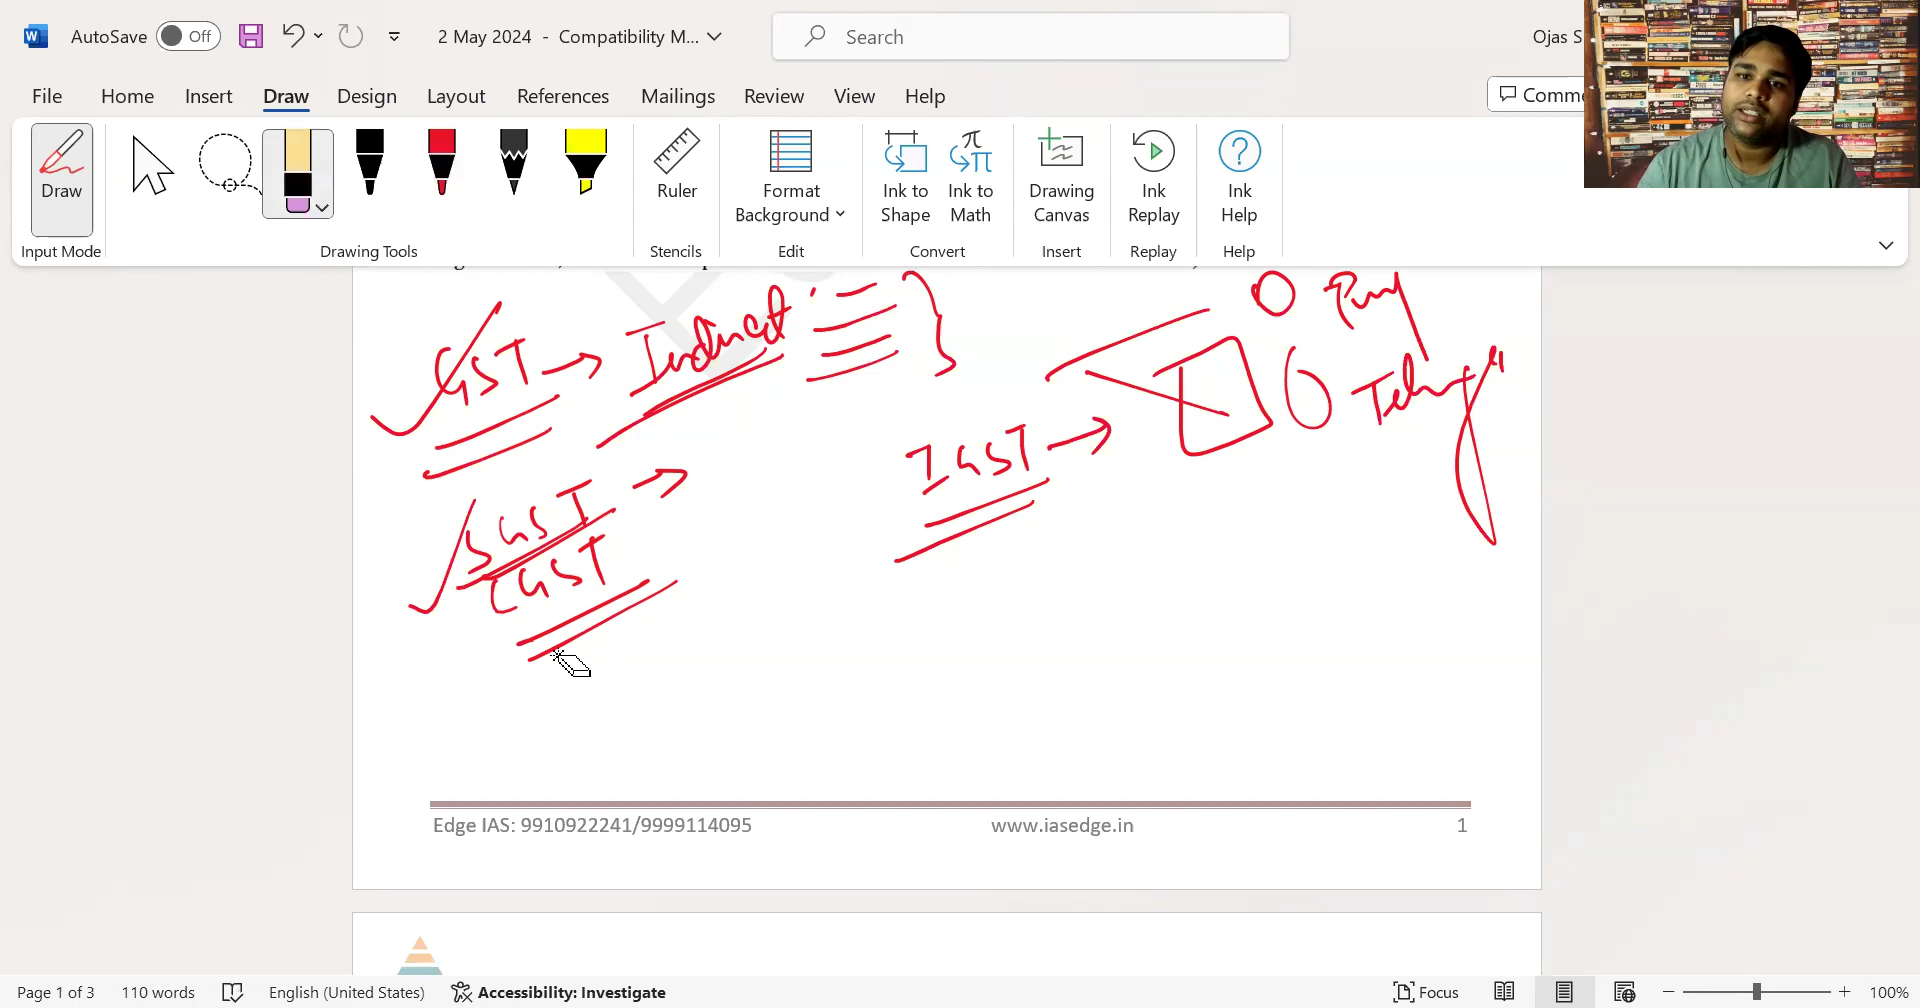 AutoSave Off 2 May 2024 - Compatibility M... Search Ojas S
File Home Insert Draw Design Layout References Mailings Review View Help Comme
Draw Ruler Format Background Ink to Shape Ink to Math Drawing Canvas Ink Replay Ink Help
Input Mode Drawing Tools Stencils Edit Convert Insert Replay Help
GST → Indirect
IGST →
SGST →
CGST
Edge IAS: 9910922241/9999114095 www.iasedge.in 1
Page 1 of 3 110 words English (United States) Accessibility: Investigate Focus 100%